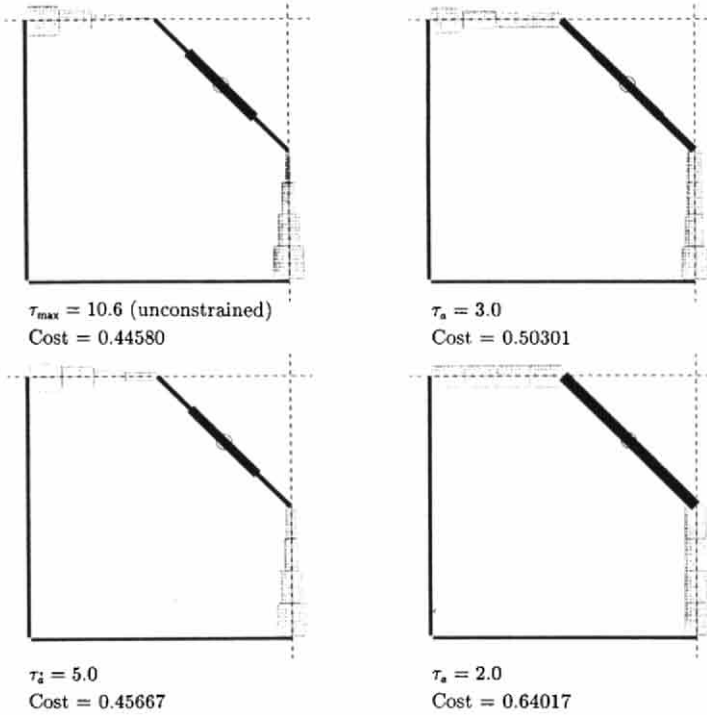 τmax = 10.6 (unconstrained)
Cost = 0.44580
τa = 3.0
Cost = 0.50301
τa = 5.0
Cost = 0.45667
τa = 2.0
Cost = 0.64017